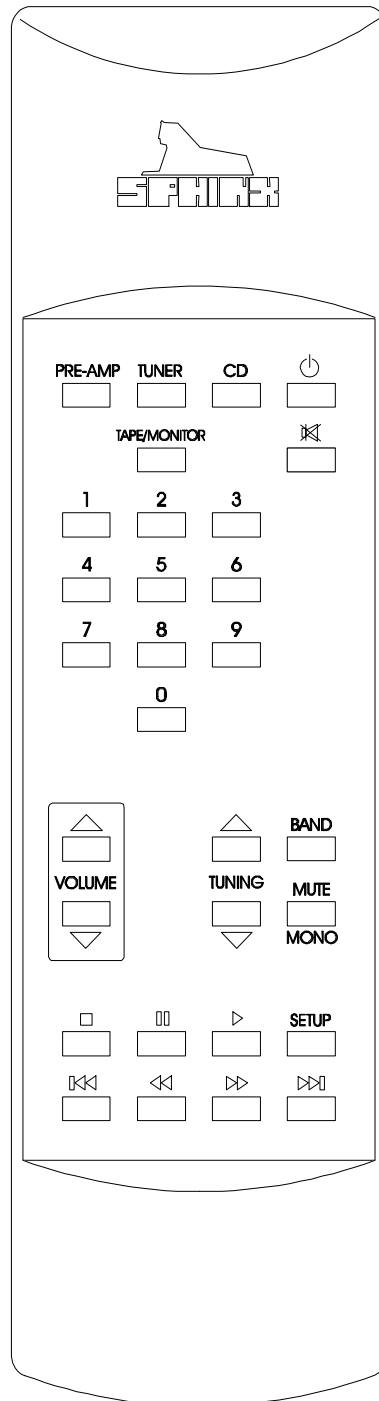 SPHINX
PRE-AMP TUNER CD
TAPE/MONITOR
1 2 3
4 5 6
7 8 9
0
BAND
VOLUME TUNING MUTE
MONO
SETUP